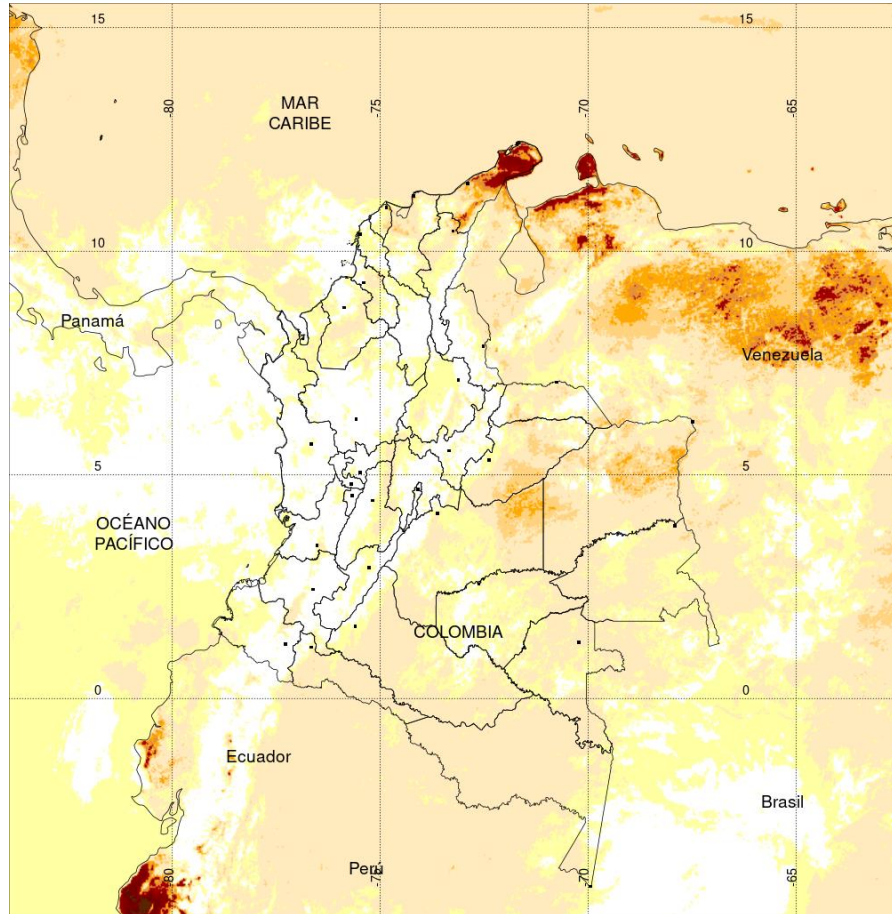 15
15
-80
-75
-70
-65
MAR
CARIBE
10
10
Panamá
Venezuela
5
5
OCÉANO
PACÍFICO
COLOMBIA
0
0
Ecuador
Brasil
Perú
-80
-75
-70
-65